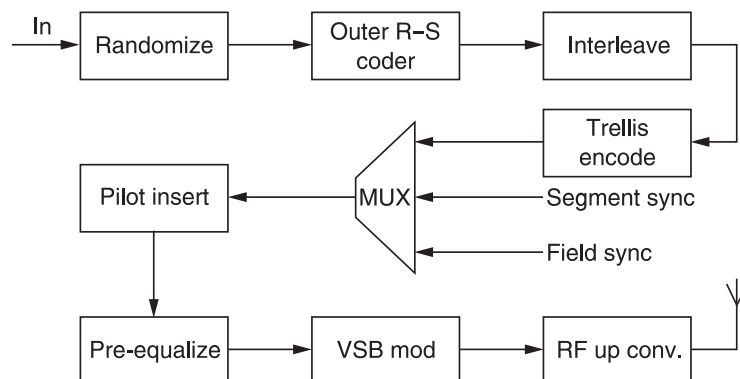 In
Randomize
Outer R–S
coder
Interleave
Trellis
encode
Pilot insert
MUX
Segment sync
Field sync
Pre-equalize
VSB mod
RF up conv.